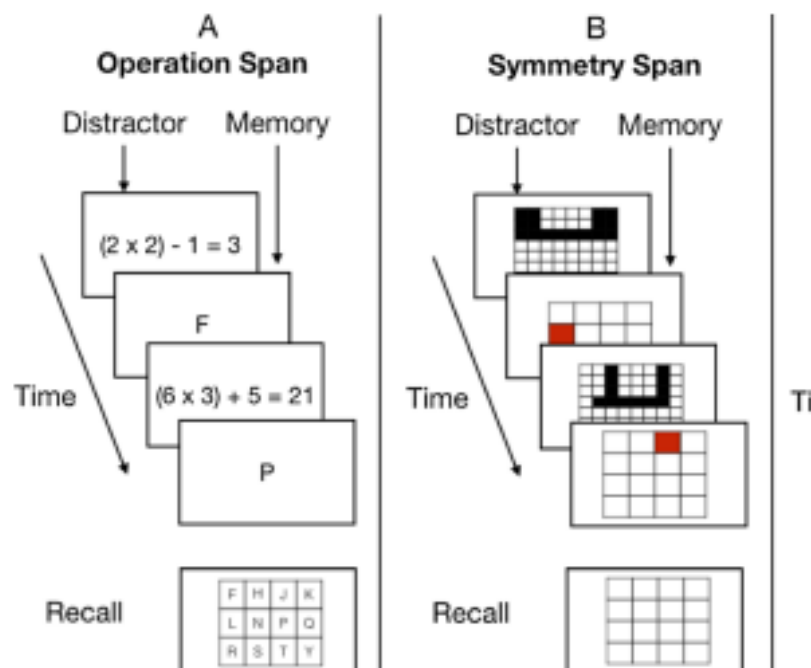 A
Operation Span
Distractor Memory
(2 x 2) - 1 = 3
F
(6 x 3) + 5 = 21
P
Time
Recall
F H J K
L N P Q
R S T Y
B
Symmetry Span
Distractor Memory
Time
Recall
Ti